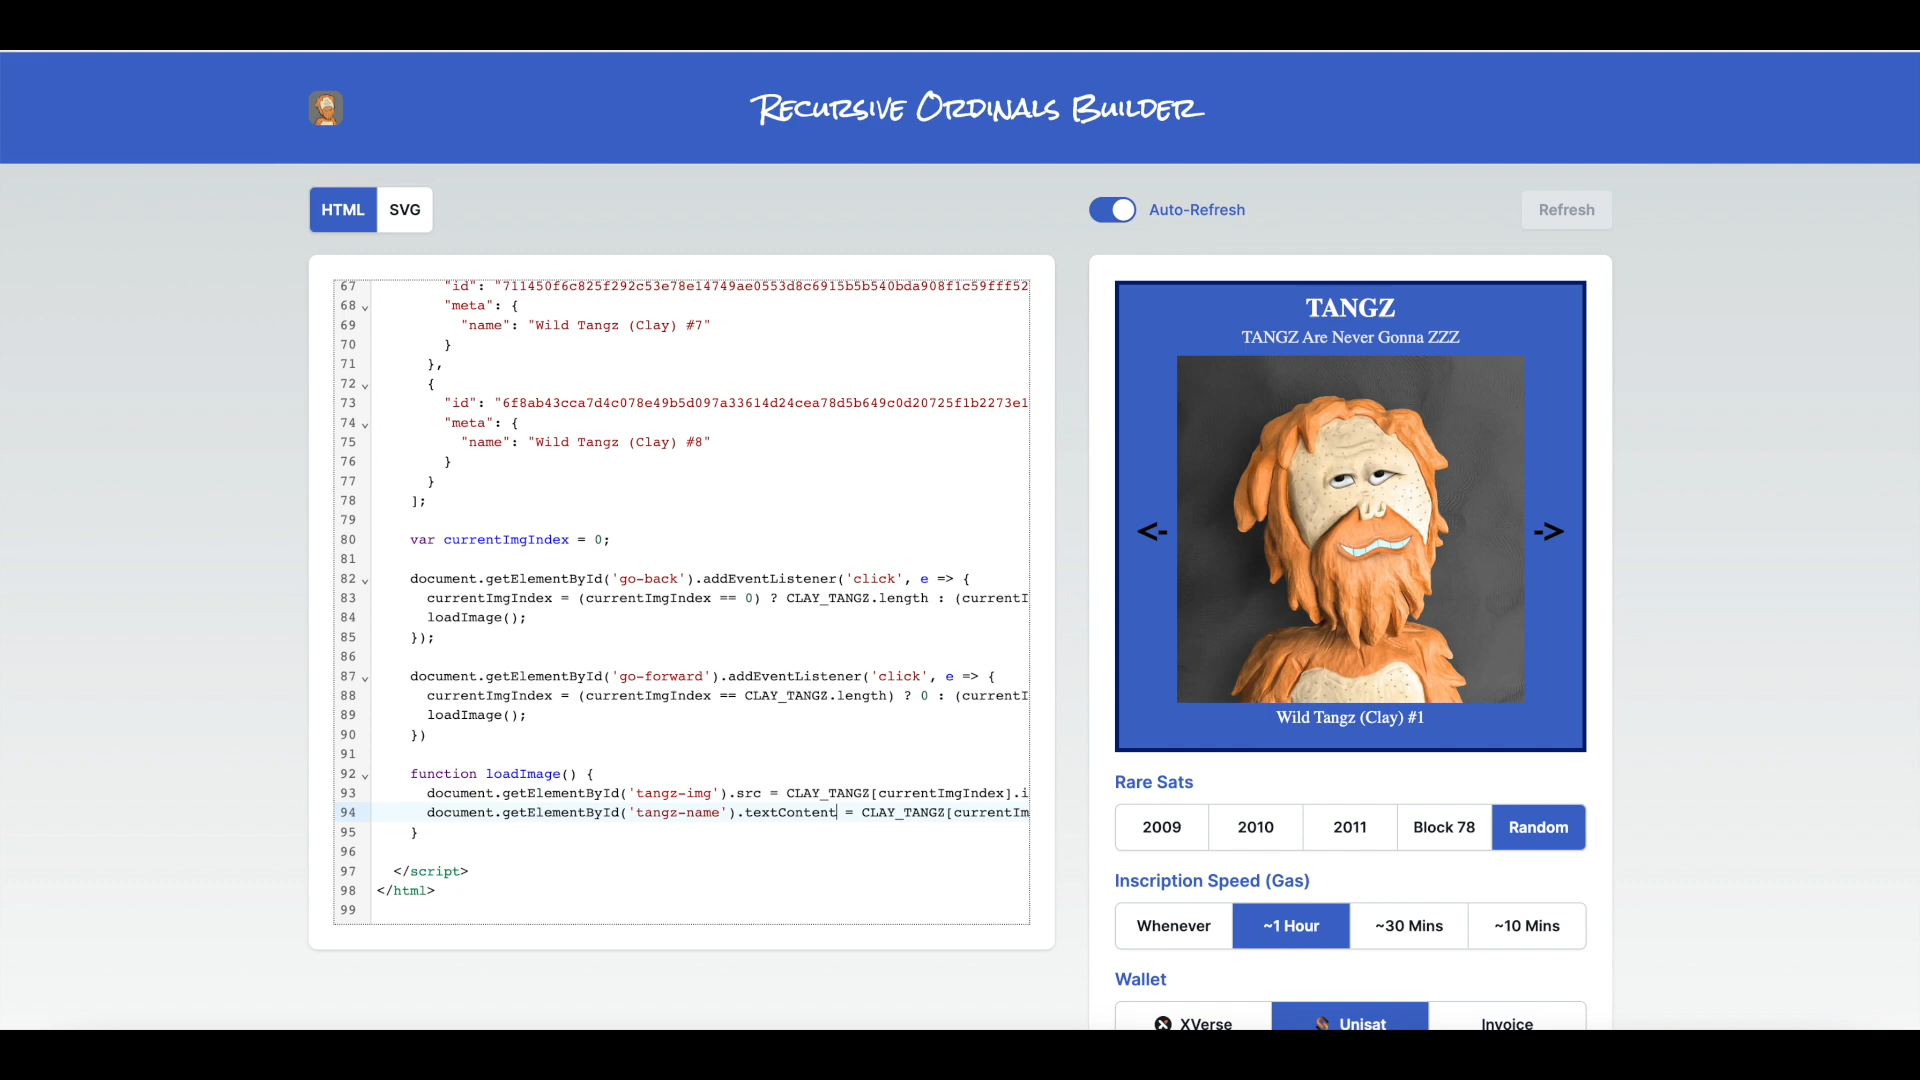 Recursive Ordinals Builder
HTML SVG
Auto-Refresh
Refresh
67 "id": "711450f6c825f292c53e78e14749ae0553d8c6915b5b540bda908f1c59fff52
68 "meta": {
69 "name": "Wild Tangz (Clay) #7"
70 }
71 },
72 {
73 "id": "6f8ab43cca7d4c078e49b5d097a33614d24cea78d5b649c0d20725f1b2273e1
74 "meta": {
75 "name": "Wild Tangz (Clay) #8"
76 }
77 }
78 ];
79
80 var currentImgIndex = 0;
81
82 document.getElementById('go-back').addEventListener('click', e => {
83 currentImgIndex = (currentImgIndex == 0) ? CLAY_TANGZ.length : (currentI
84 loadImage();
85 });
86
87 document.getElementById('go-forward').addEventListener('click', e => {
88 currentImgIndex = (currentImgIndex == CLAY_TANGZ.length) ? 0 : (currentI
89 loadImage();
90 })
91
92 function loadImage() {
93 document.getElementById('tangz-img').src = CLAY_TANGZ[currentImgIndex].i
94 document.getElementById('tangz-name').textContent = CLAY_TANGZ[currentIm
95 }
96
97 </script>
98 </html>
99
TANGZ
TANGZ Are Never Gonna ZZZ
<- ->
Wild Tangz (Clay) #1
Rare Sats
2009 2010 2011 Block 78 Random
Inscription Speed (Gas)
Whenever ~1 Hour ~30 Mins ~10 Mins
Wallet
XVerse Unisat Invoice